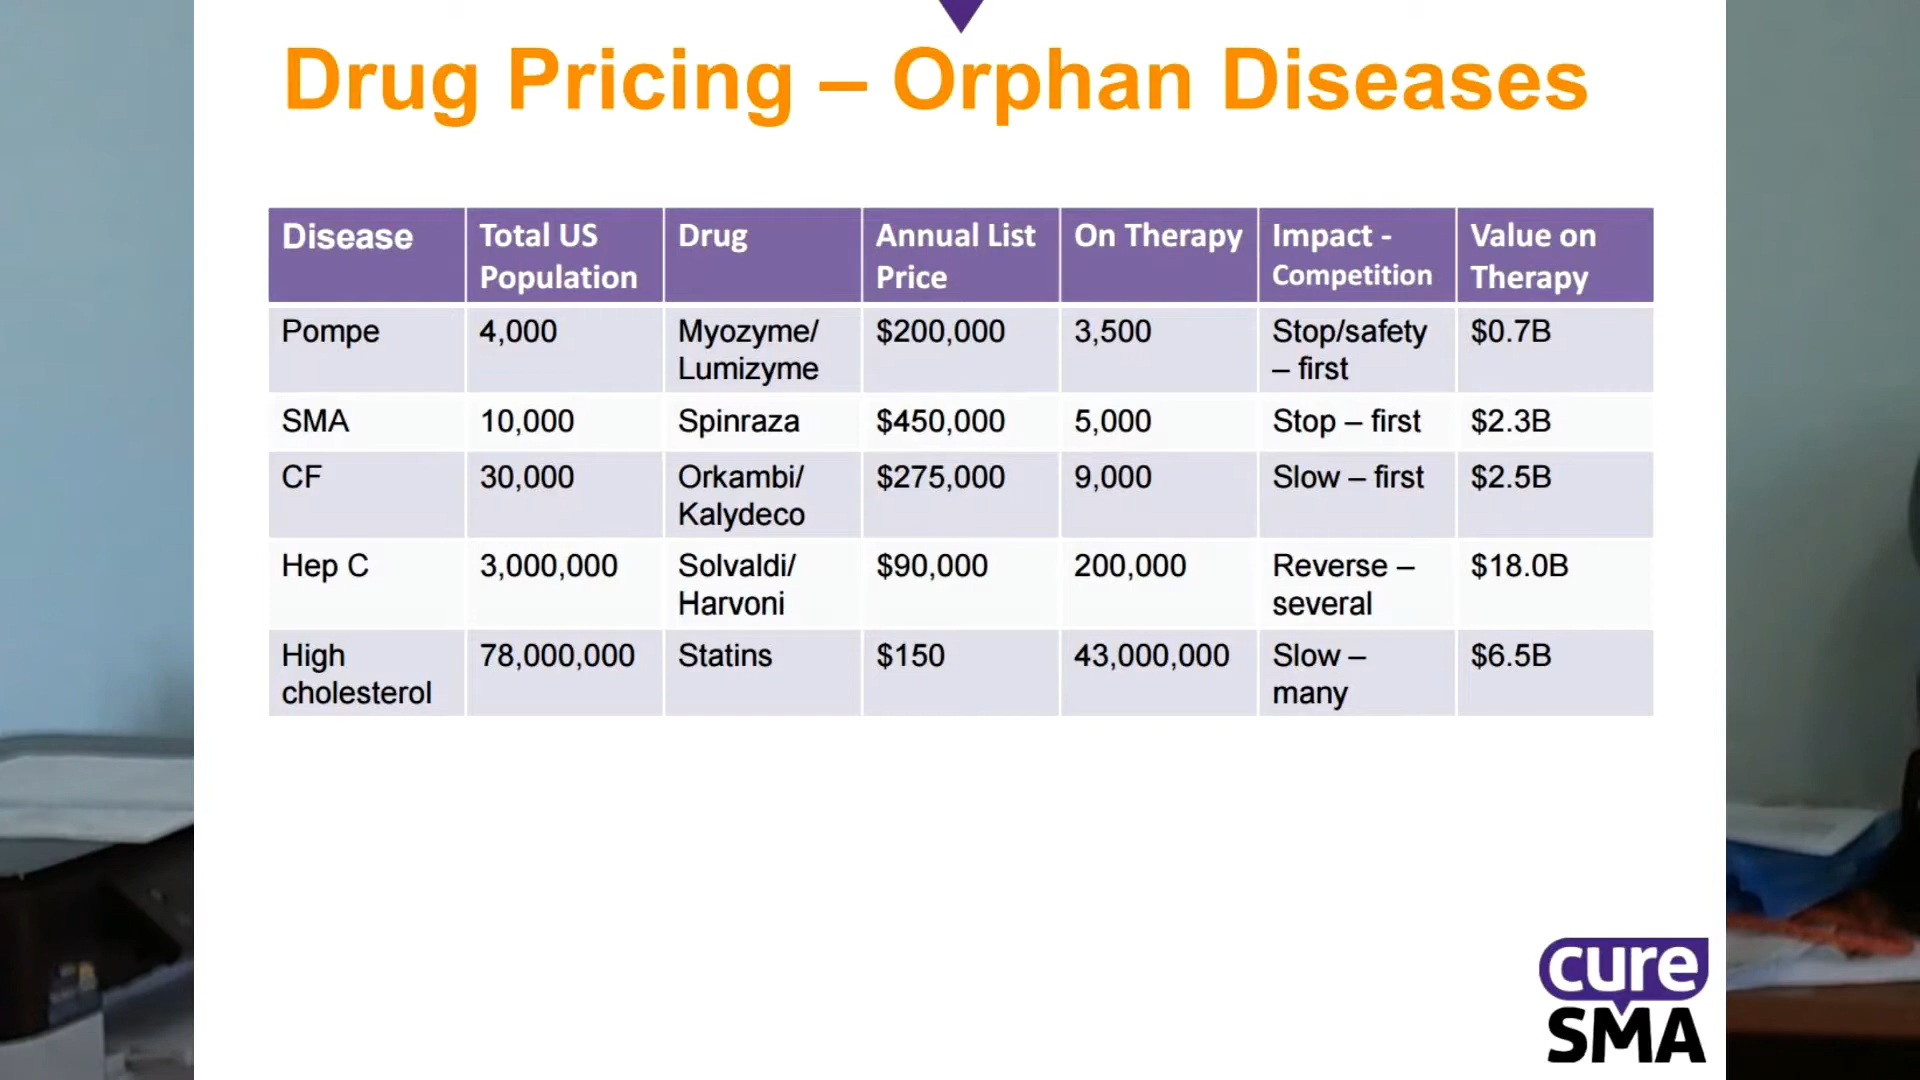 Drug Pricing – Orphan Diseases
Disease
Total US
Population
Drug
Annual List
Price
On Therapy
Impact -
Competition
Value on
Therapy
Pompe
4,000
Myozyme/
Lumizyme
$200,000
3,500
Stop/safety
– first
$0.7B
SMA
10,000
Spinraza
$450,000
5,000
Stop – first
$2.3B
CF
30,000
Orkambi/
Kalydeco
$275,000
9,000
Slow – first
$2.5B
Hep C
3,000,000
Solvaldi/
Harvoni
$90,000
200,000
Reverse –
several
$18.0B
High
cholesterol
78,000,000
Statins
$150
43,000,000
Slow –
many
$6.5B
cure
SMA